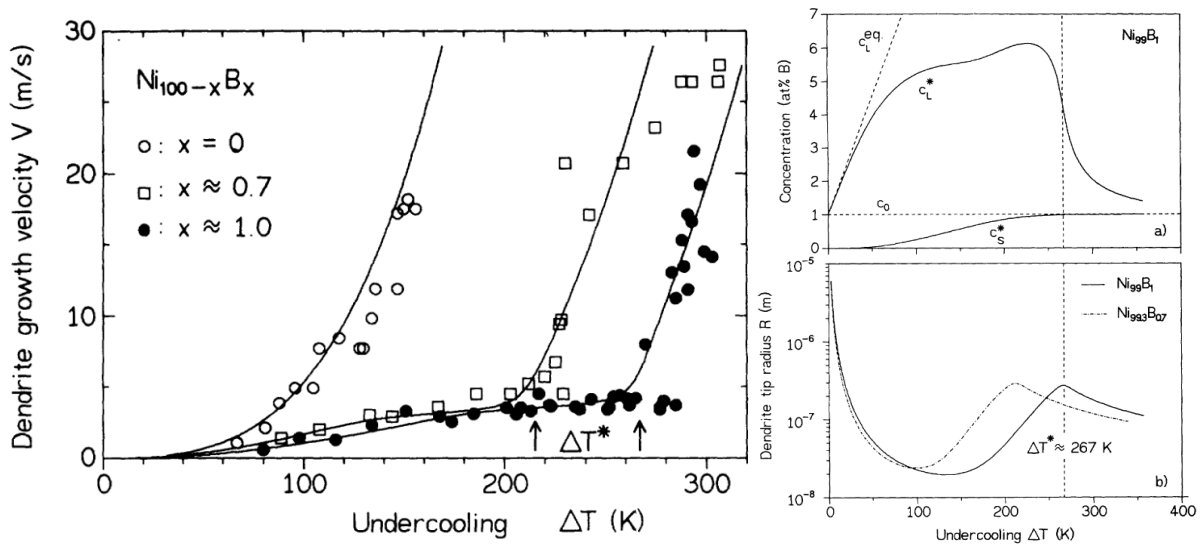 Dendrite growth velocity V (m/s)
30
20
10
0
Ni100-xBx
○ : x = 0
□ : x ≈ 0.7
● : x ≈ 1.0
ΔT*
0 100 200 300
Undercooling ΔT (K)
Concentration (at% B)
7
6
5
4
3
2
1
0
cLeq.
Ni99B1
cL*
c0
cS*
a)
Dendrite tip radius R (m)
10-5
10-6
10-7
10-8
Ni99B1
Ni99.3B0.7
ΔT* ≈ 267 K
b)
0 100 200 300 400
Undercooling ΔT (K)